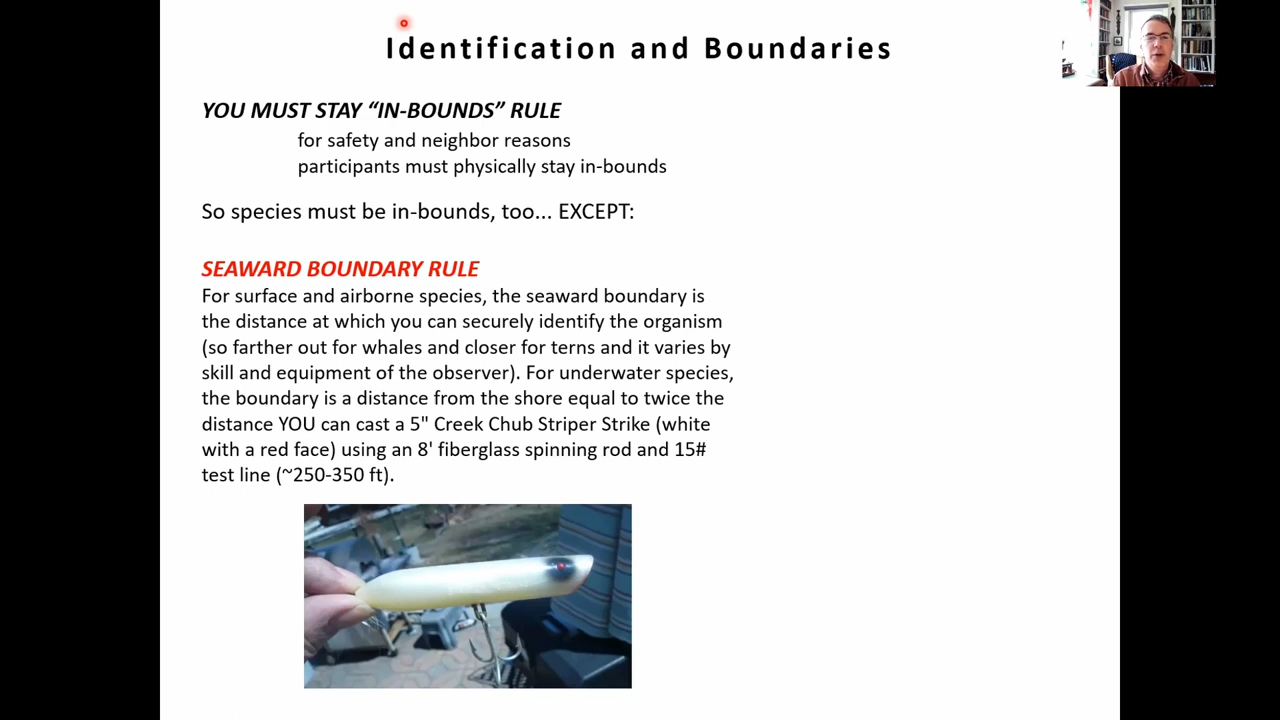 Identification and Boundaries
YOU MUST STAY “IN-BOUNDS” RULE
for safety and neighbor reasons
participants must physically stay in-bounds
So species must be in-bounds, too... EXCEPT:
SEAWARD BOUNDARY RULE
For surface and airborne species, the seaward boundary is
the distance at which you can securely identify the organism
(so farther out for whales and closer for terns and it varies by
skill and equipment of the observer). For underwater species,
the boundary is a distance from the shore equal to twice the
distance YOU can cast a 5" Creek Chub Striper Strike (white
with a red face) using an 8' fiberglass spinning rod and 15#
test line (~250-350 ft).